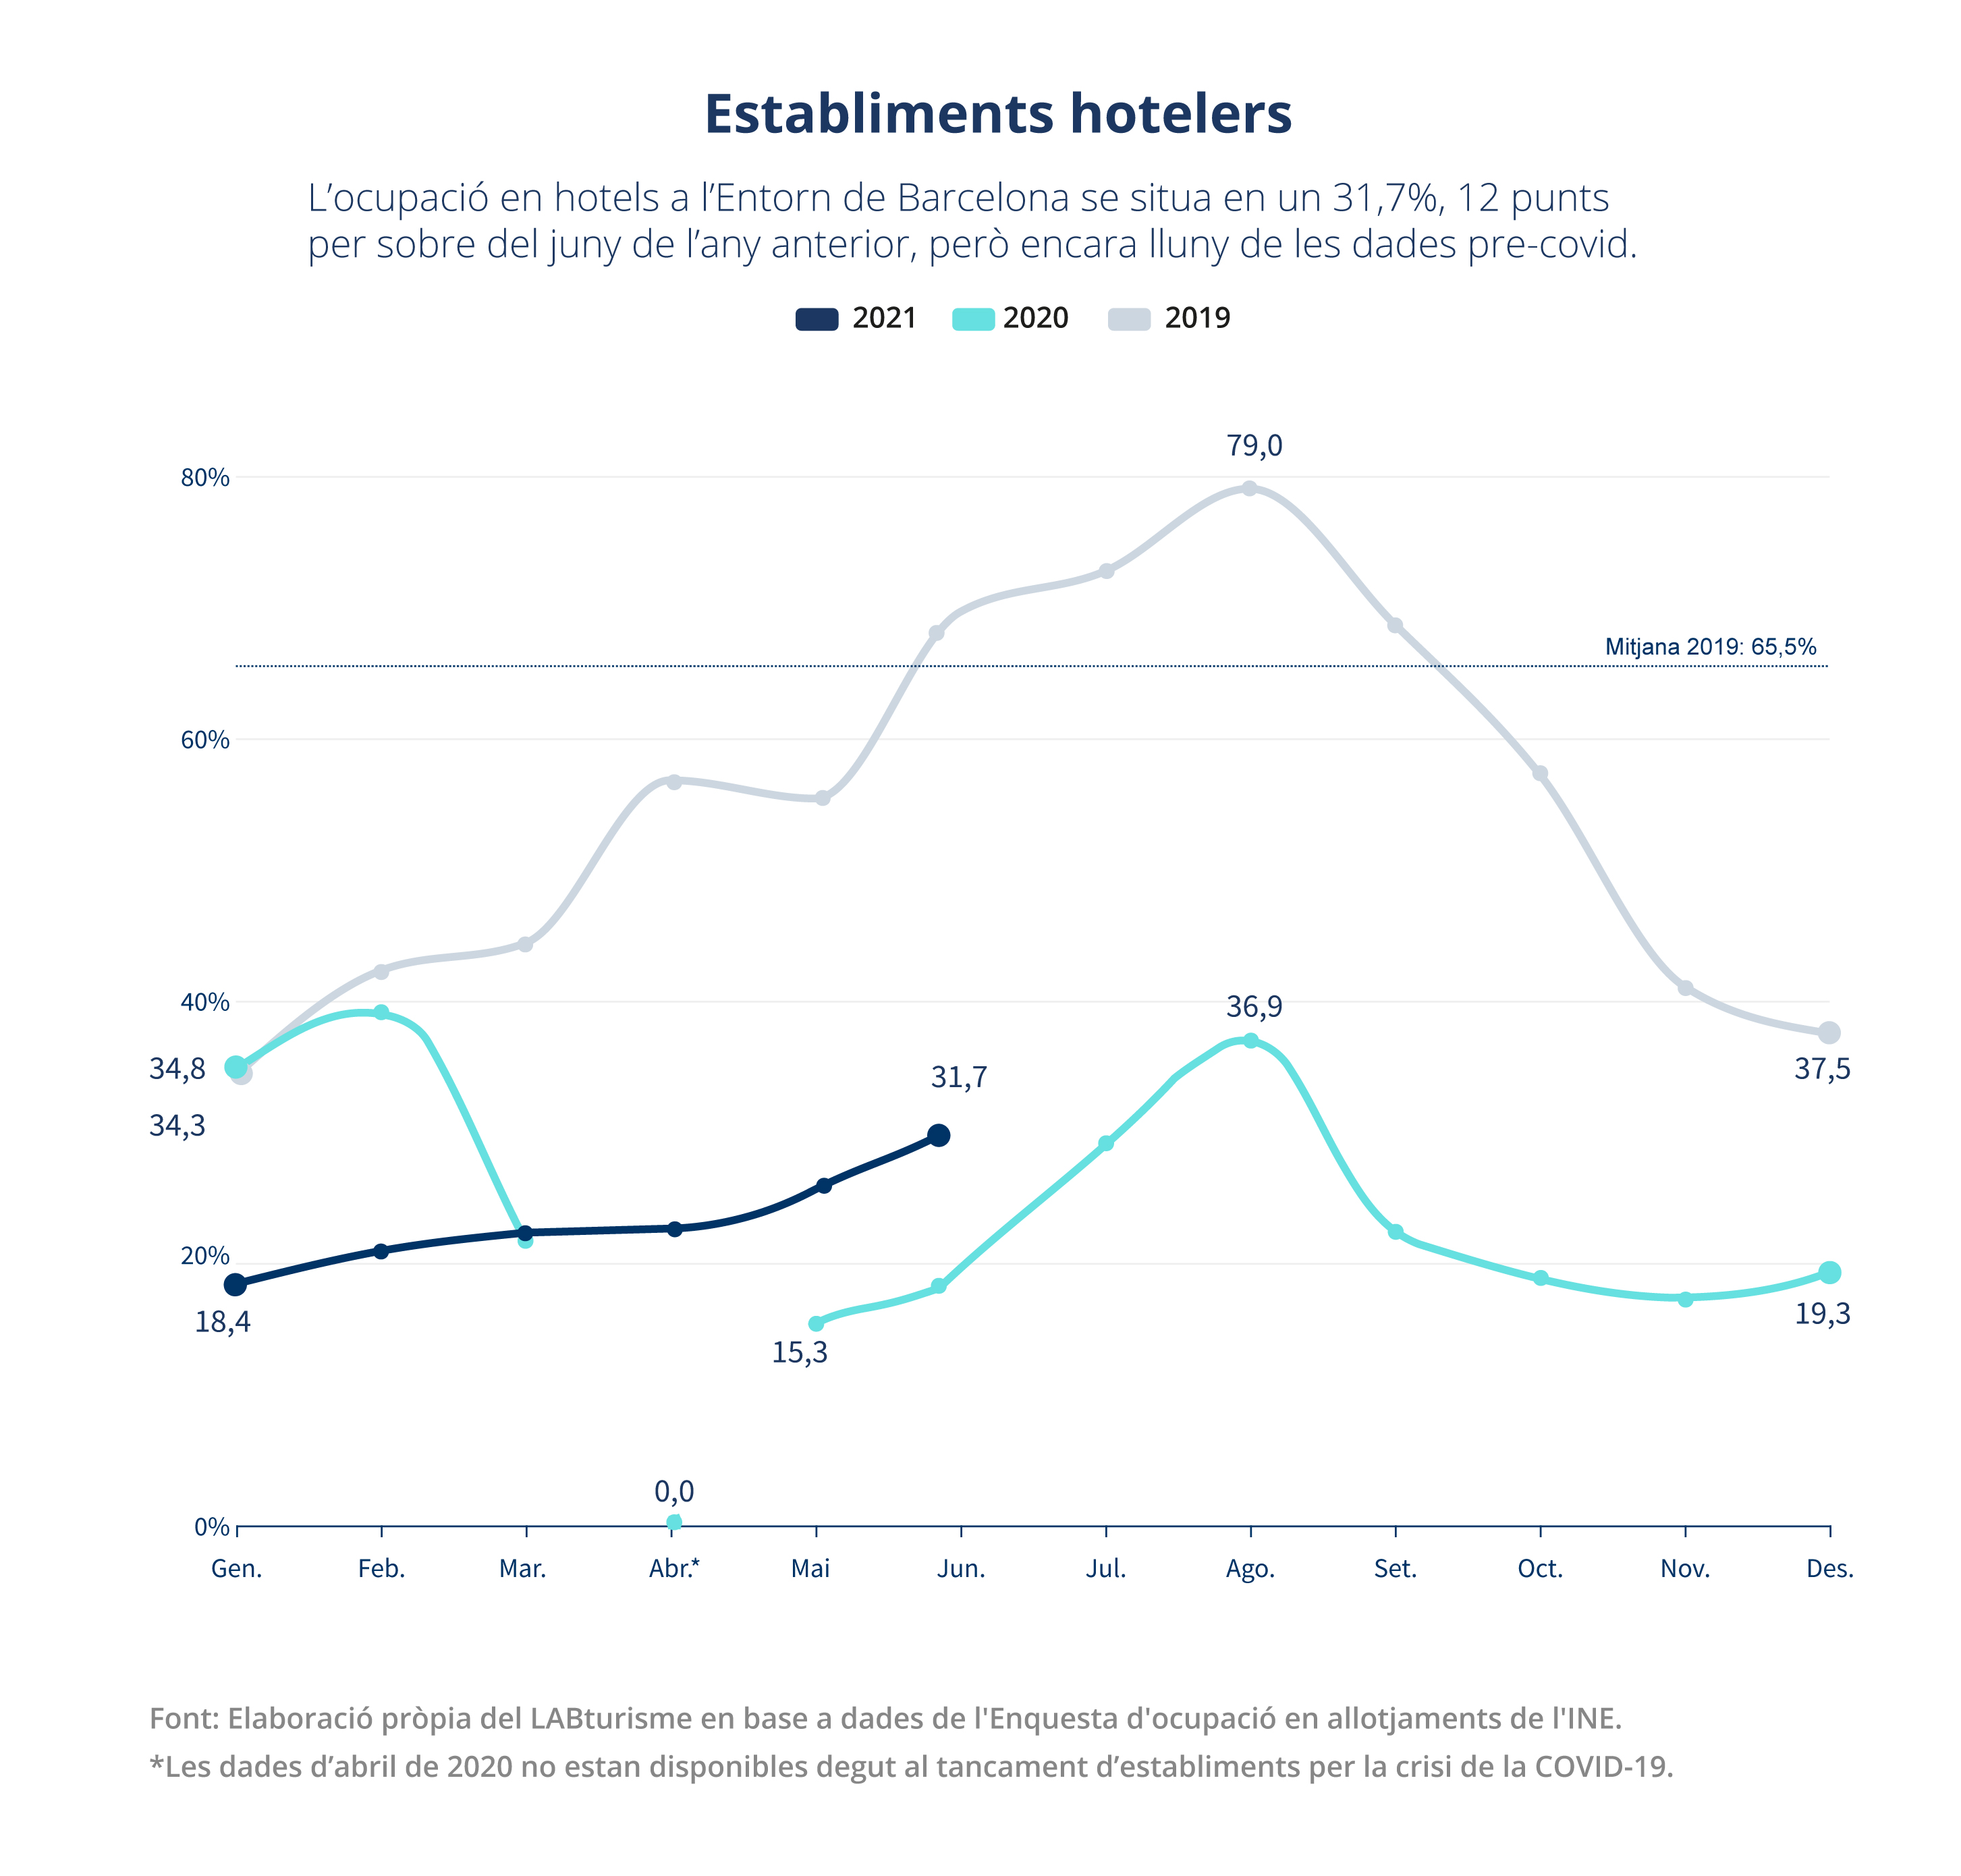 Establiments hotelers
L’ocupació en hotels a l’Entorn de Barcelona se situa en un 31,7%, 12 punts
per sobre del juny de l’any anterior, però encara lluny de les dades pre-covid.
2021 2020 2019
79,0
80%
Mitjana 2019: 65,5%
60%
40%
36,9
34,8
31,7
37,5
34,3
20%
18,4
19,3
15,3
0,0
0%
Gen. Feb. Mar. Abr.* Mai Jun. Jul. Ago. Set. Oct. Nov. Des.
Font: Elaboració pròpia del LABturisme en base a dades de l'Enquesta d'ocupació en allotjaments de l'INE.
*Les dades d’abril de 2020 no estan disponibles degut al tancament d’establiments per la crisi de la COVID-19.